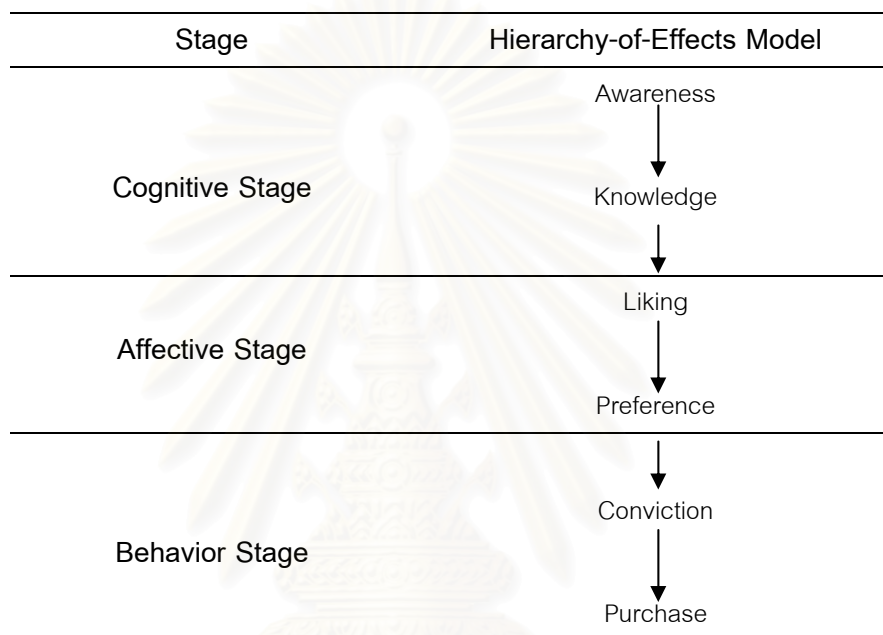 Stage Hierarchy-of-Effects Model
Awareness
Cognitive Stage Knowledge
Liking
Affective Stage
Preference
Conviction
Behavior Stage
Purchase